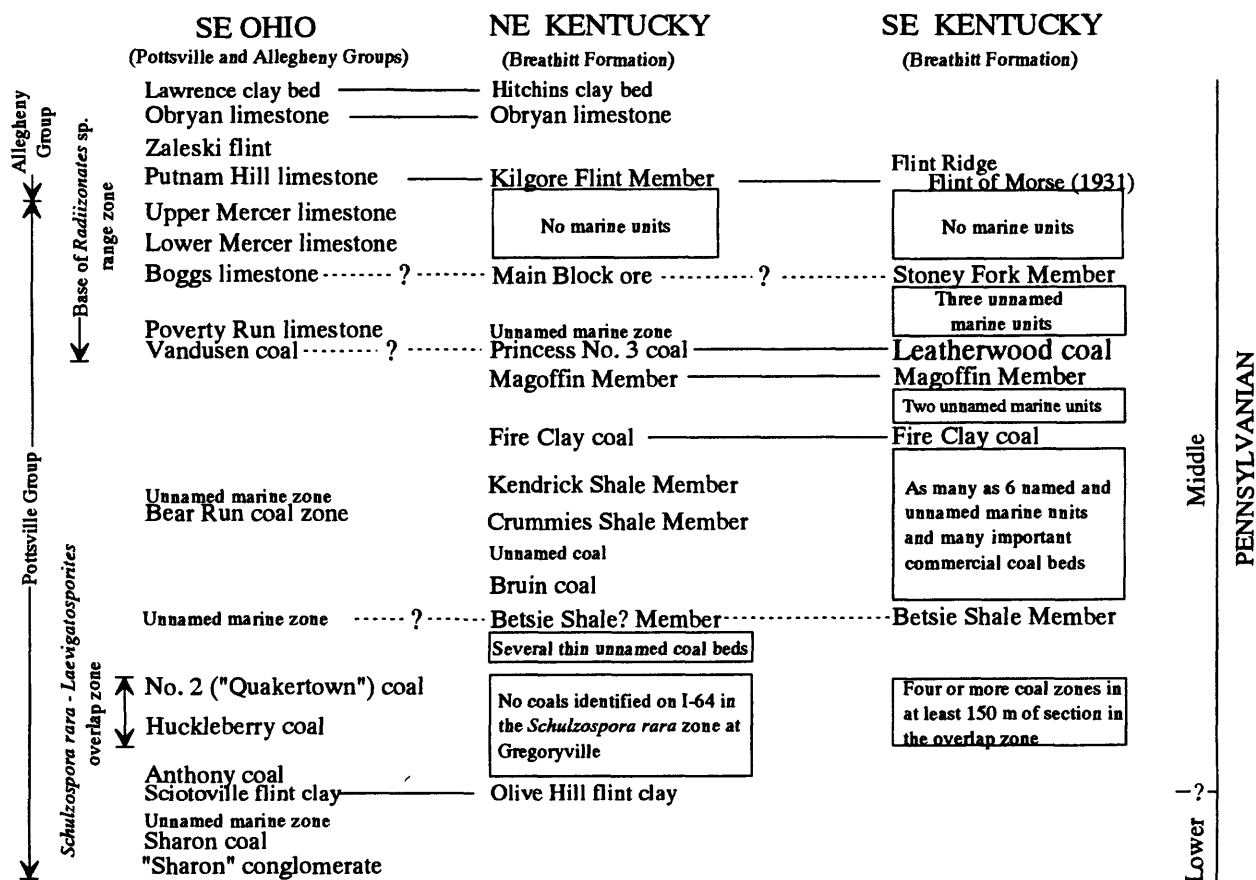 SE OHIO
(Pottsville and Allegheny Groups)
Lawrence clay bed
Obryan limestone
Zaleski flint
Putnam Hill limestone
Upper Mercer limestone
Lower Mercer limestone
Boggs limestone
?
Poverty Run limestone
Vandusen coal
?
Unnamed marine zone
Bear Run coal zone
Unnamed marine zone
?
No. 2 ("Quakertown") coal
Huckleberry coal
Anthony coal
Sciotoville flint clay
Unnamed marine zone
Sharon coal
"Sharon" conglomerate
NE KENTUCKY
(Breathitt Formation)
Hitchins clay bed
Obryan limestone
Kilgore Flint Member
No marine units
Main Block ore
?
Unnamed marine zone
Princess No. 3 coal
Magoffin Member
Fire Clay coal
Kendrick Shale Member
Crummies Shale Member
Unnamed coal
Bruin coal
Betsie Shale? Member
Several thin unnamed coal beds
No coals identified on I-64 in
the Schulzospora rara zone at
Gregoryville
Olive Hill flint clay
SE KENTUCKY
(Breathitt Formation)
Flint Ridge
Flint of Morse (1931)
No marine units
Stoney Fork Member
Three unnamed
marine units
Leatherwood coal
Magoffin Member
Two unnamed marine units
Fire Clay coal
As many as 6 named and
unnamed marine units
and many important
commercial coal beds
Betsie Shale Member
Four or more coal zones in
at least 150 m of section in
the overlap zone
Allegheny
Group
Pottsville Group
Base of Radiizonates sp.
range zone
Schulzospora rara - Laevigatosporites
overlap zone
Middle
?
Lower
PENNSYLVANIAN